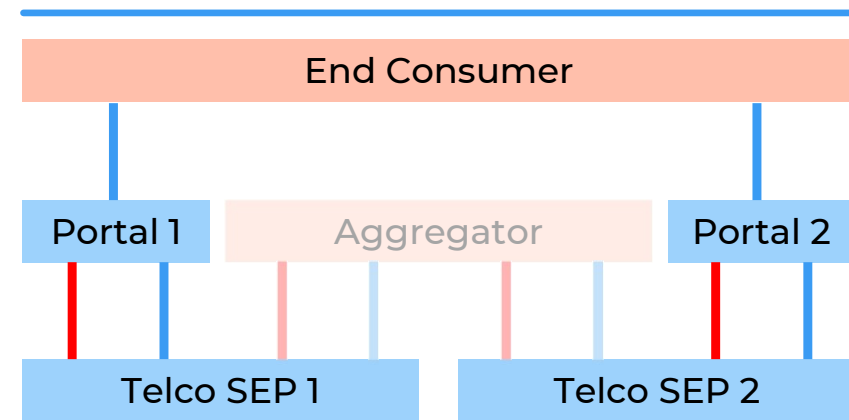 End Consumer
Portal 1
Aggregator
Portal 2
Telco SEP 1
Telco SEP 2